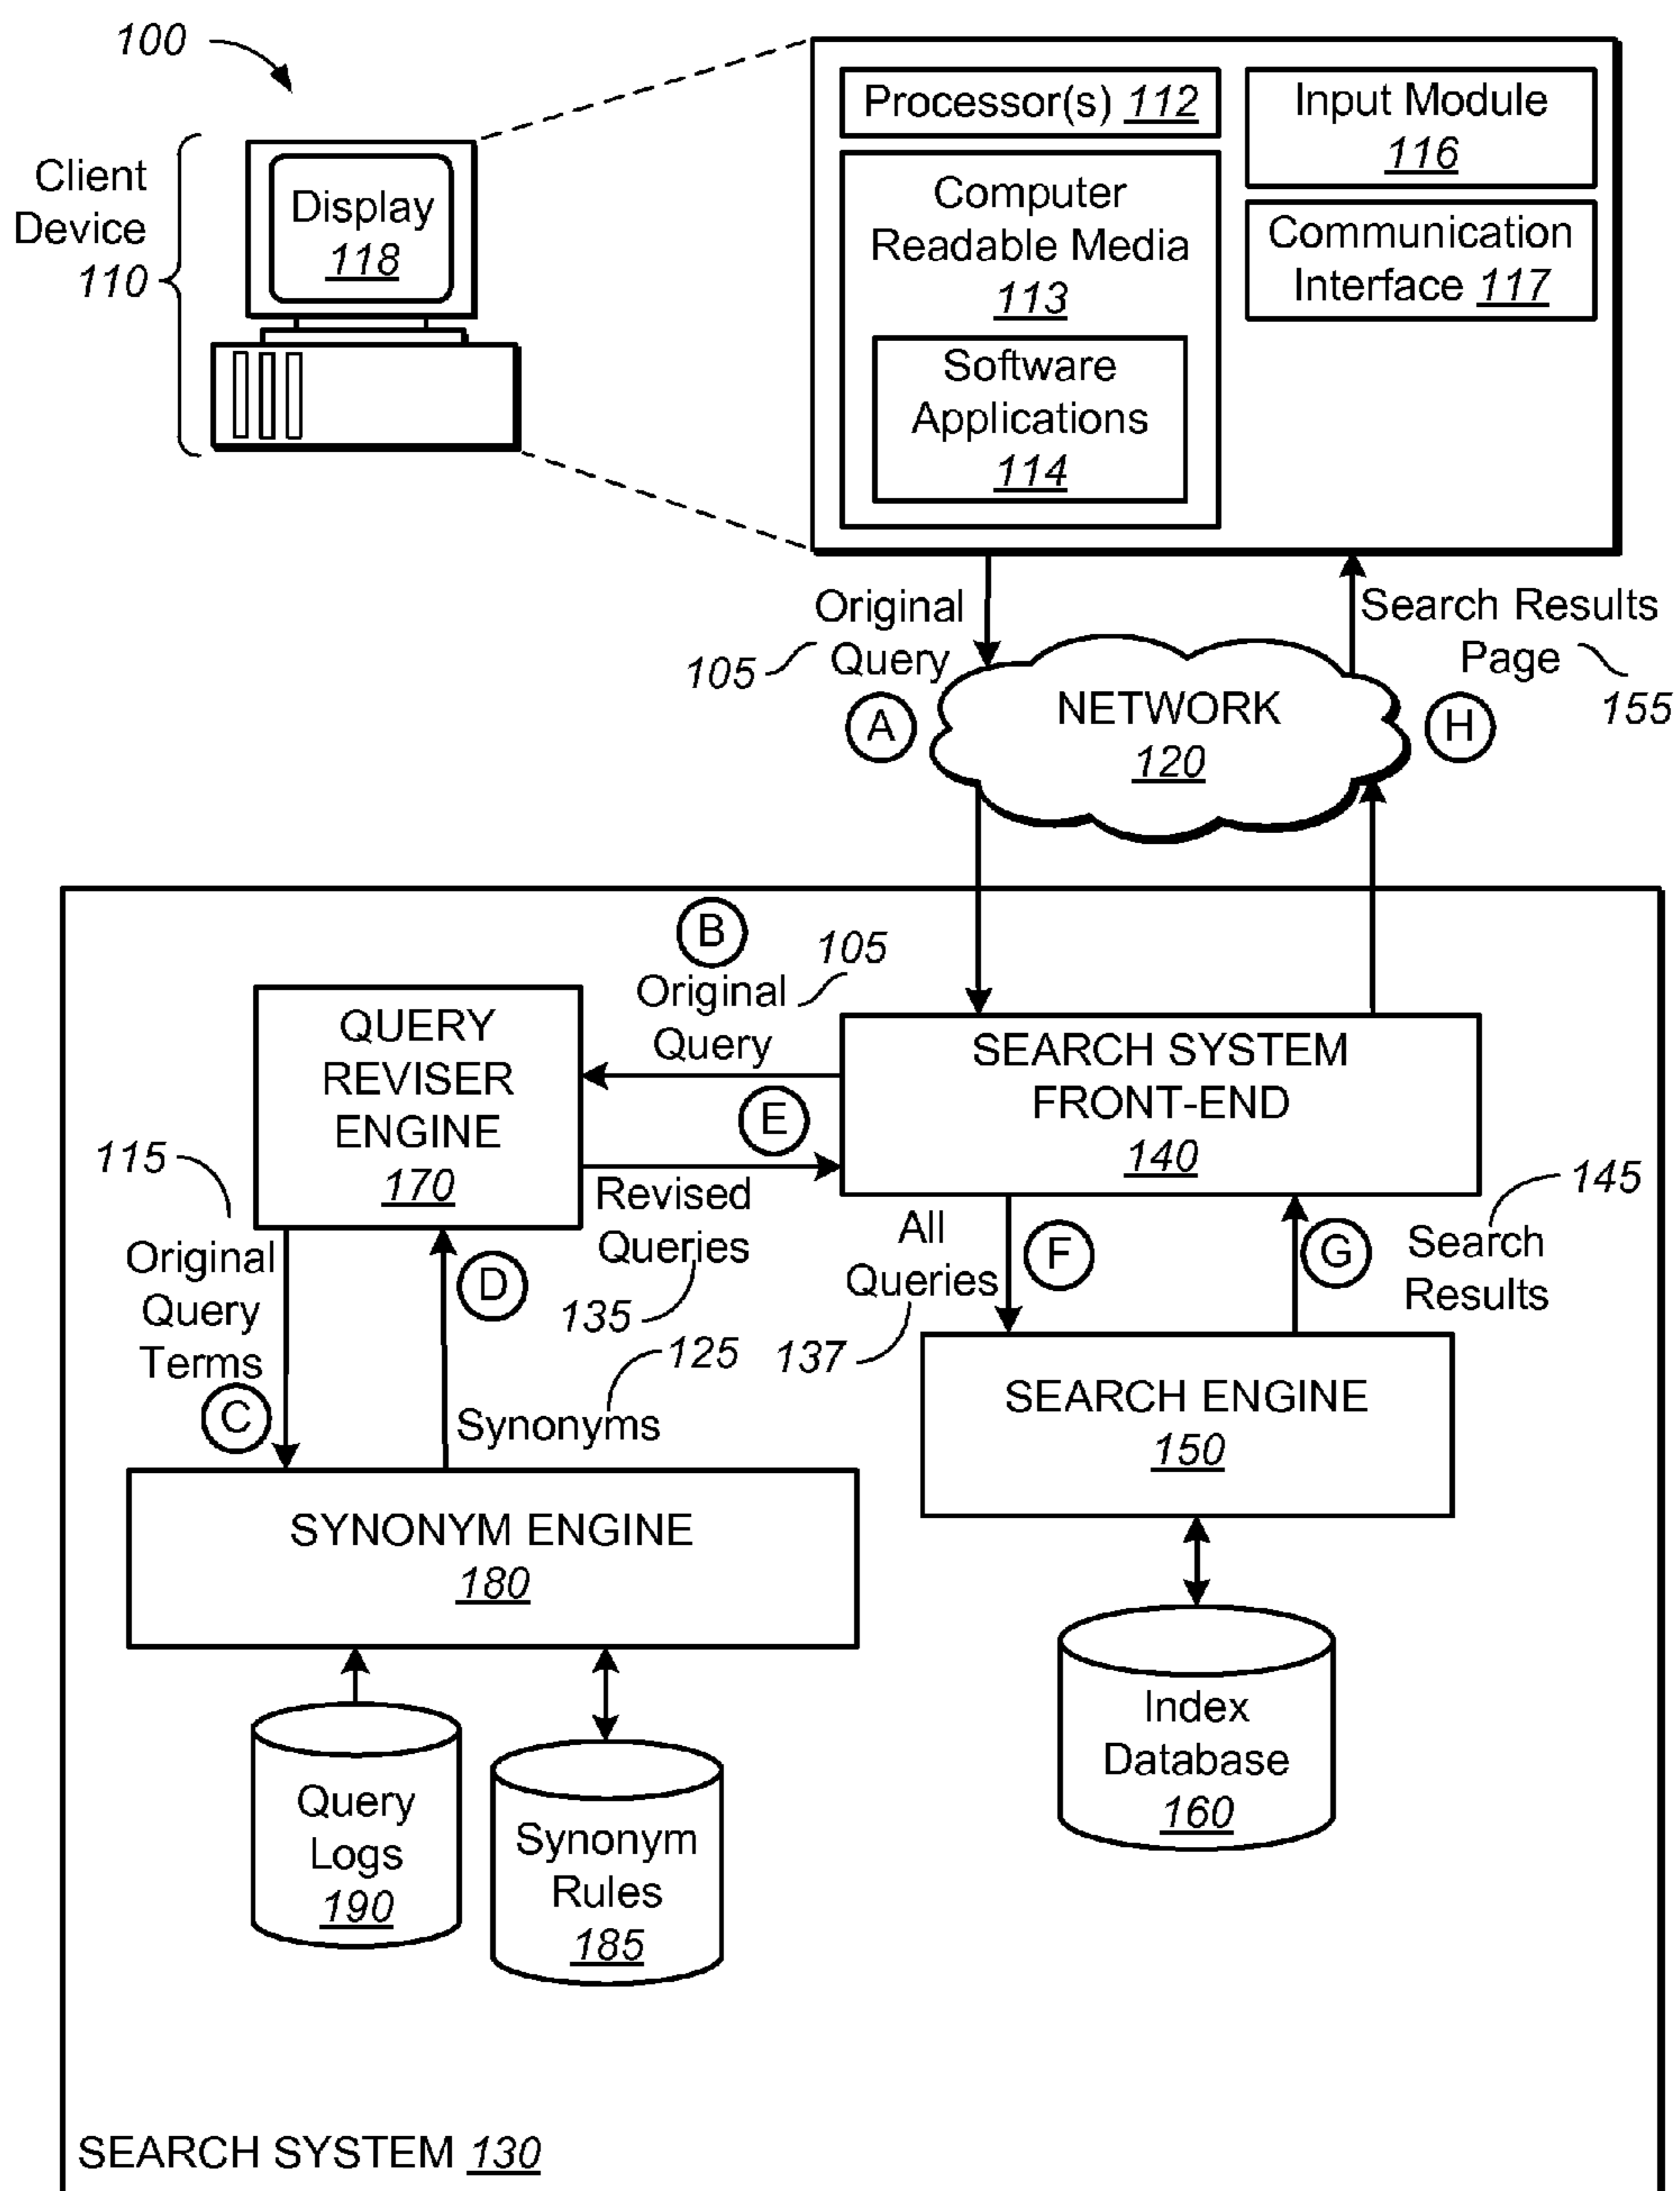 100
Client
Device
110
Display
118
Processor(s) 112
Computer
Readable Media
113
Software
Applications
114
Input Module
116
Communication
Interface 117
Original
Query
105
A
NETWORK
120
Search Results
Page
155
H
B
105
Original
Query
QUERY
REVISER
ENGINE
170
SEARCH SYSTEM
FRONT-END
140
E
Revised
Queries
135
115
Original
Query
Terms
C
D
125
Synonyms
All
Queries
137
F
G
145
Search
Results
SEARCH ENGINE
150
SYNONYM ENGINE
180
Query
Logs
190
Synonym
Rules
185
Index
Database
160
SEARCH SYSTEM 130